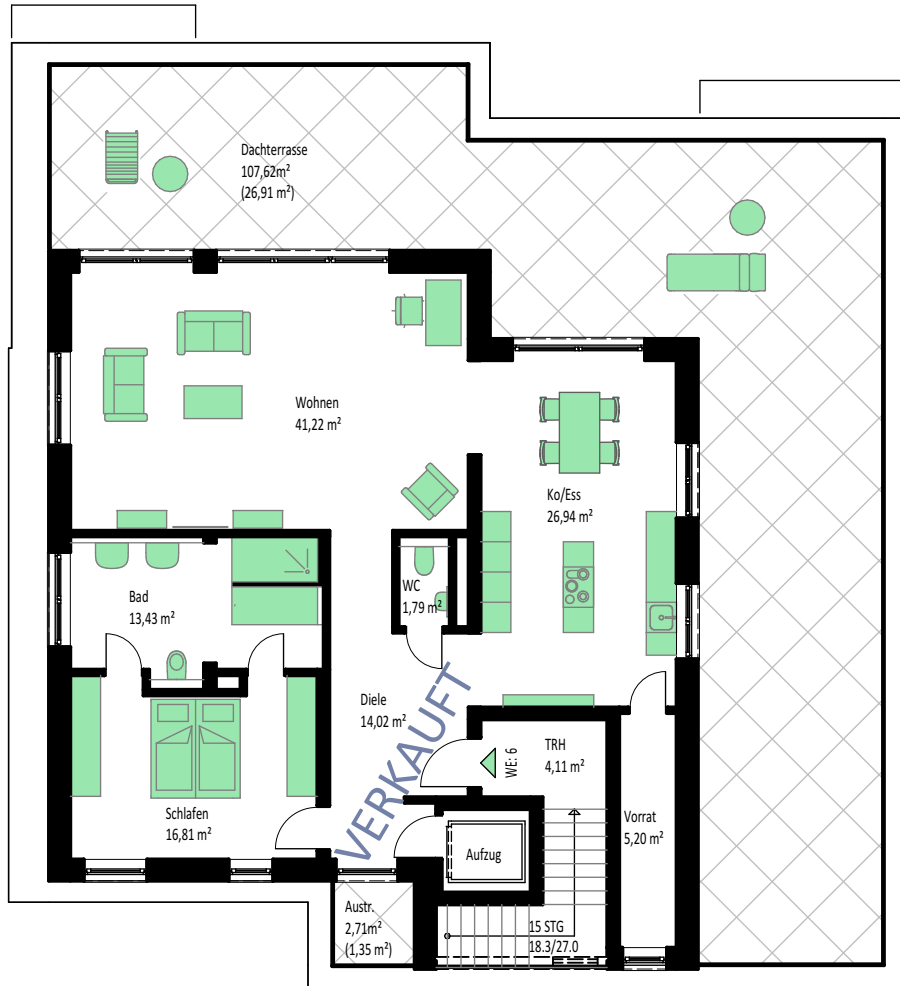 Dachterrasse
107,62m²
(26,91 m²)
Wohnen
41,22 m²
Ko/Ess
26,94 m²
Bad
13,43 m²
WC
1,79 m²
Diele
14,02 m²
VERKAUFT
WE: 6
TRH
4,11 m²
Schlafen
16,81 m²
Vorrat
5,20 m²
Aufzug
Austr.
2,71m²
(1,35 m²)
15 STG
18.3/27.0